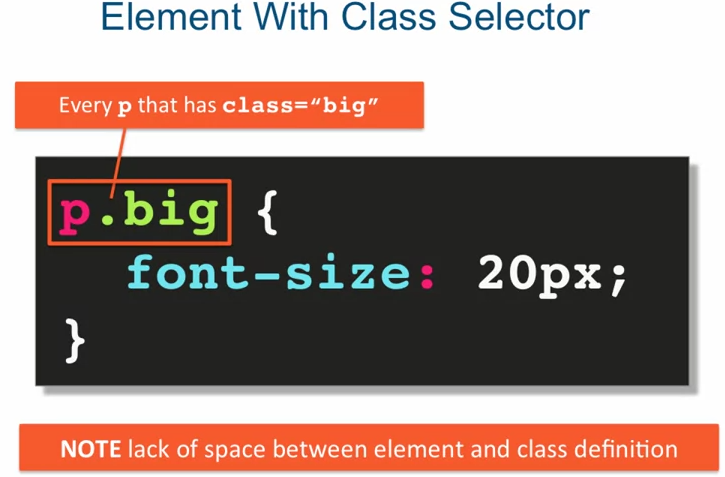 Element With Class Selector
Every p that has class=“big”
p.big {
font-size: 20px;
}
NOTE lack of space between element and class definition